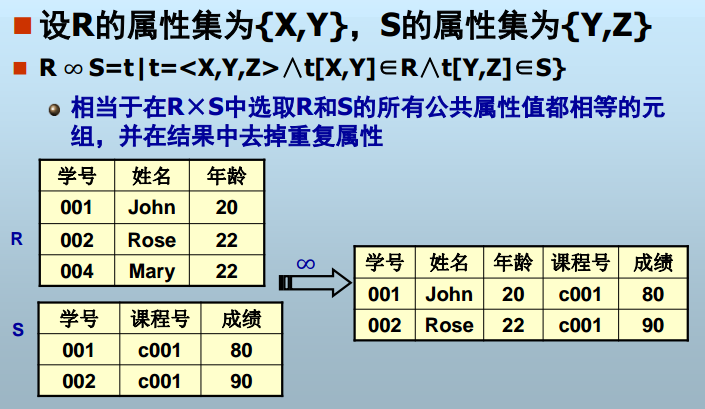 设R的属性集为{X,Y}，S的属性集为{Y,Z}
R ∞ S=t|t=<X,Y,Z>∧t[X,Y]∈R∧t[Y,Z]∈S}
相当于在R×S中选取R和S的所有公共属性值都相等的元
组，并在结果中去掉重复属性
R
学号 姓名 年龄
001 John 20
002 Rose 22
004 Mary 22
S
学号 课程号 成绩
001 c001 80
002 c001 90
∞
学号 姓名 年龄 课程号 成绩
001 John 20 c001 80
002 Rose 22 c001 90